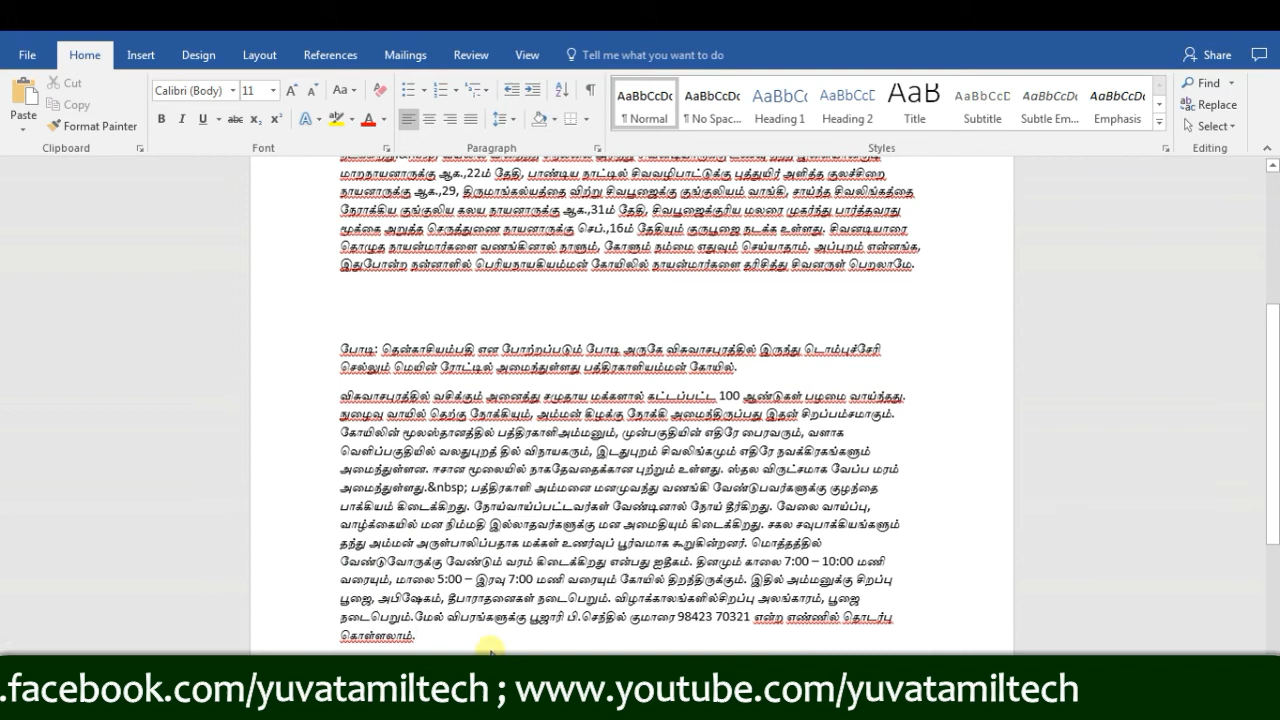 File Home Insert Design Layout References Mailings Review View Tell me what you want to do Share
Cut Calibri (Body) 11 Aa Find
Copy AaBbCcDc AaBbCcDc AaBbCc AaBbCcC AaB AaBbCcD AaBbCcDc AaBbCcDc Replace
Paste Format Painter B I U abc x₂ x² A ¶ Normal ¶ No Spac... Heading 1 Heading 2 Title Subtitle Subtle Em... Emphasis Select
Clipboard Font Paragraph Styles Editing
மாறநாயனாருக்கு ஆக.,22ம் தேதி, பாண்டிய நாட்டில் சிவவழிபாட்டுக்கு புத்துயிர் அளித்த குலச்சிறை
நாயனாருக்கு ஆக.,29, திருமாங்கல்யத்தை விற்று சிவபூஜைக்கு குங்குலியம் வாங்கி, சாய்ந்த சிவலிங்கத்தை
நேராக்கிய குங்குலிய கலய நாயனாருக்கு ஆக.,31ம் தேதி, சிவபூஜைக்குரிய மலரை முகர்ந்து பார்த்தவரது
மூக்கை அறுத்த செருத்துணை நாயனாருக்கு செப்.,16ம் தேதியும் குருபூஜை நடக்க உள்ளது. சிவனடியாரை
தொழுத நாயன்மார்களை வணங்கினால் நாளும், கோளும் நம்மை எதுவும் செய்யாதாம். அப்புறம் என்னங்க,
இதுபோன்ற நன்னாளில் பெரியநாயகியம்மன் கோயிலில் நாயன்மார்களை தரிசித்து சிவனருள் பெறலாமே.
போடி: தென்காசியம்பதி என போற்றப்படும் போடி அருகே விசுவாசபுரத்தில் இருந்து டொம்புச்சேரி
செல்லும் மெயின் ரோட்டில் அமைந்துள்ளது பத்திரகாளியம்மன் கோயில்.
விசுவாசபுரத்தில் வசிக்கும் அனைத்து சமுதாய மக்களால் கட்டப்பட்ட 100 ஆண்டுகள் பழமை வாய்ந்தது.
நுழைவு வாயில் தெற்கு நோக்கியும், அம்மன் கிழக்கு நோக்கி அமைந்திருப்பது இதன் சிறப்பம்சமாகும்.
கோயிலின் மூலஸ்தானத்தில் பத்திரகாளிஅம்மனும், முன்பகுதியின் எதிரே பைரவரும், வளாக
வெளிப்பகுதியில் வலதுபுறத் தில் விநாயகரும், இடதுபுறம் சிவலிங்கமும் எதிரே நவக்கிரகங்களும்
அமைந்துள்ளன. ஈசான மூலையில் நாகதேவதைக்கான புற்றும் உள்ளது. ஸ்தல விருட்சமாக வேப்ப மரம்
அமைந்துள்ளது.&nbsp; பத்திரகாளி அம்மனை மனமுவந்து வணங்கி வேண்டுபவர்களுக்கு குழந்தை
பாக்கியம் கிடைக்கிறது. நோய்வாய்ப்பட்டவர்கள் வேண்டினால் நோய் தீர்கிறது. வேலை வாய்ப்பு,
வாழ்க்கையில் மன நிம்மதி இல்லாதவர்களுக்கு மன அமைதியும் கிடைக்கிறது. சகல சவுபாக்கியங்களும்
தந்து அம்மன் அருள்பாலிப்பதாக மக்கள் உணர்வுப் பூர்வமாக கூறுகின்றனர். மொத்தத்தில்
வேண்டுவோருக்கு வேண்டும் வரம் கிடைக்கிறது என்பது ஐதீகம். தினமும் காலை 7:00 – 10:00 மணி
வரையும், மாலை 5:00 – இரவு 7:00 மணி வரையும் கோயில் திறந்திருக்கும். இதில் அம்மனுக்கு சிறப்பு
பூஜை, அபிஷேகம், தீபாராதனைகள் நடைபெறும். விழாக்காலங்களில்சிறப்பு அலங்காரம், பூஜை
நடைபெறும்.மேல் விபரங்களுக்கு பூஜாரி பி.செந்தில் குமாரை 98423 70321 என்ற எண்ணில் தொடர்பு
கொள்ளலாம்.
.facebook.com/yuvatamiltech ; www.youtube.com/yuvatamiltech